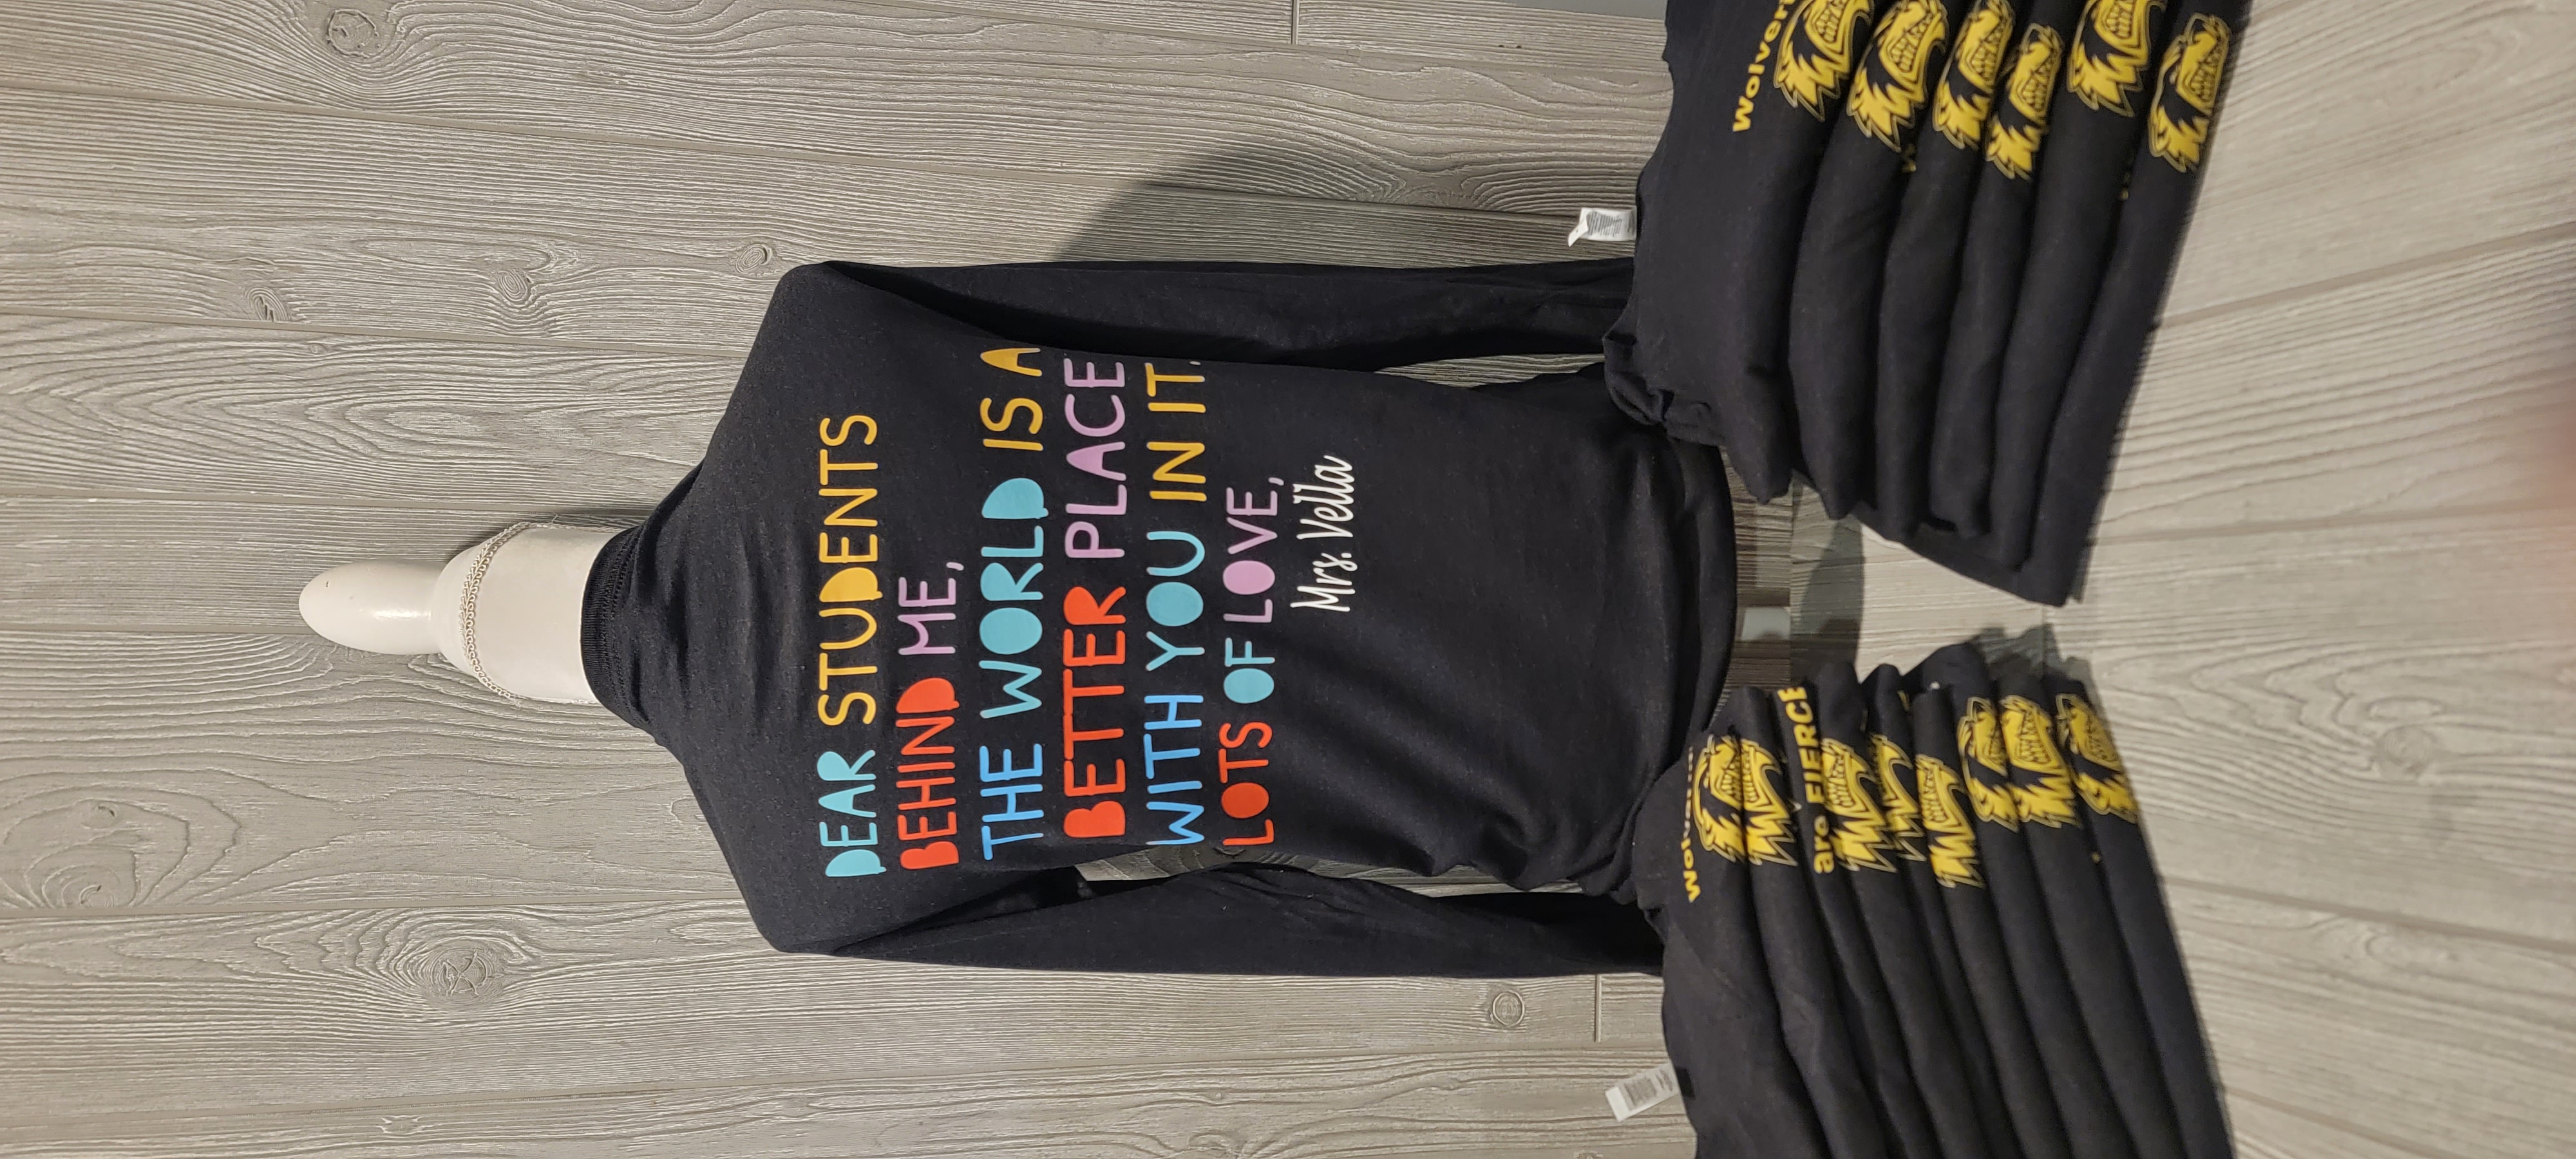 DEAR STUDENTS
BEHIND ME,
THE WORLD IS A
BETTER PLACE
WITH YOU IN IT.
LOTS OF LOVE,
Mrs. Vella
are FIERCE